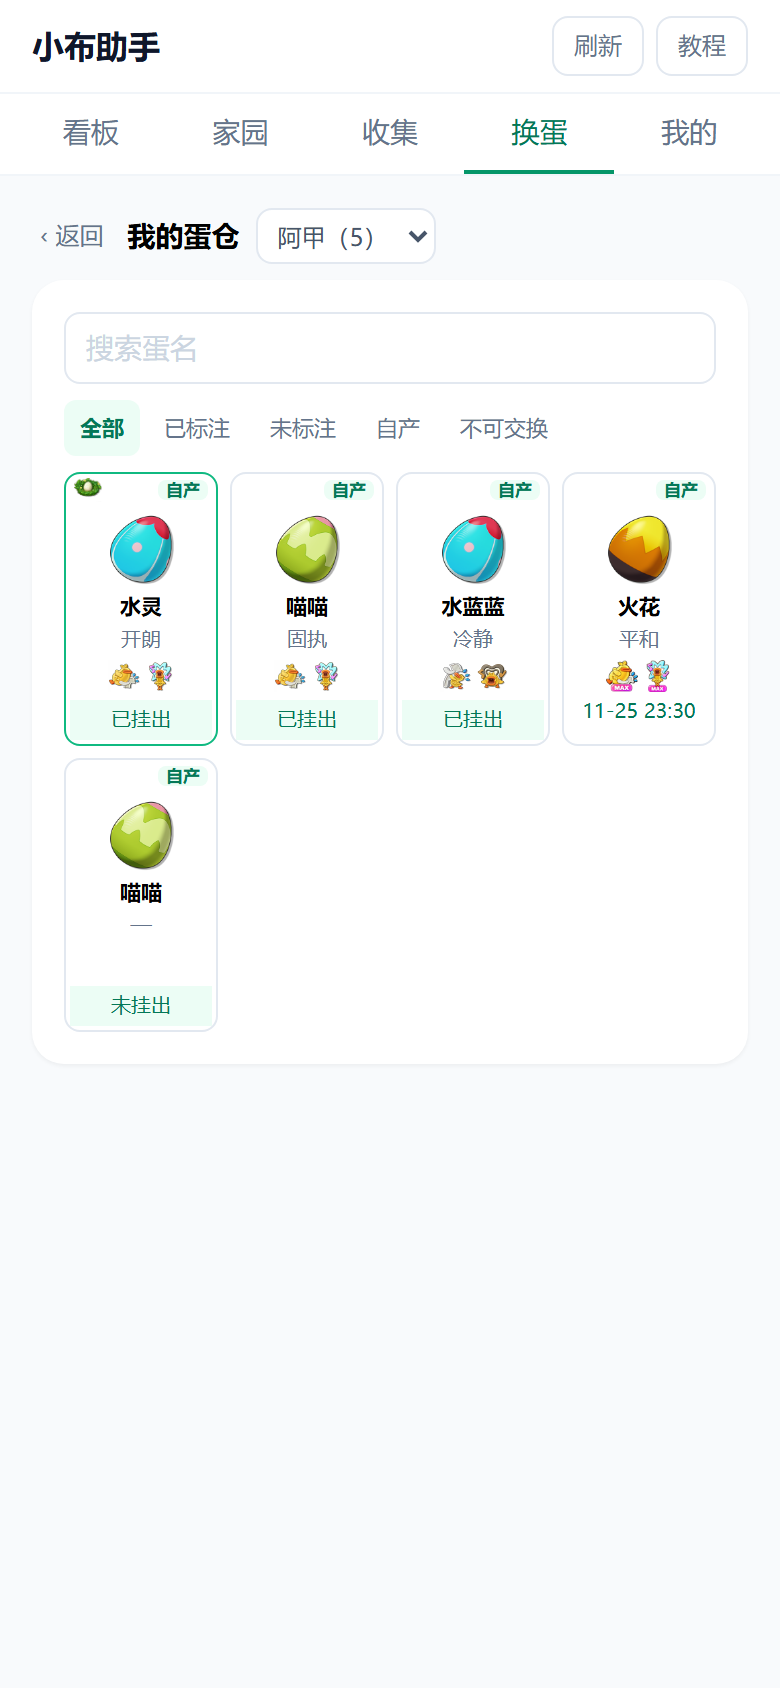 小布助手
刷新 教程
看板 家园 收集 换蛋 我的
‹ 返回 我的蛋仓 阿甲（5）
搜索蛋名
全部 已标注 未标注 自产 不可交换
自产 自产 自产 自产
水灵 喵喵 水蓝蓝 火花
开朗 固执 冷静 平和
MAX MAX
已挂出 已挂出 已挂出 11-25 23:30
自产
喵喵
—
未挂出